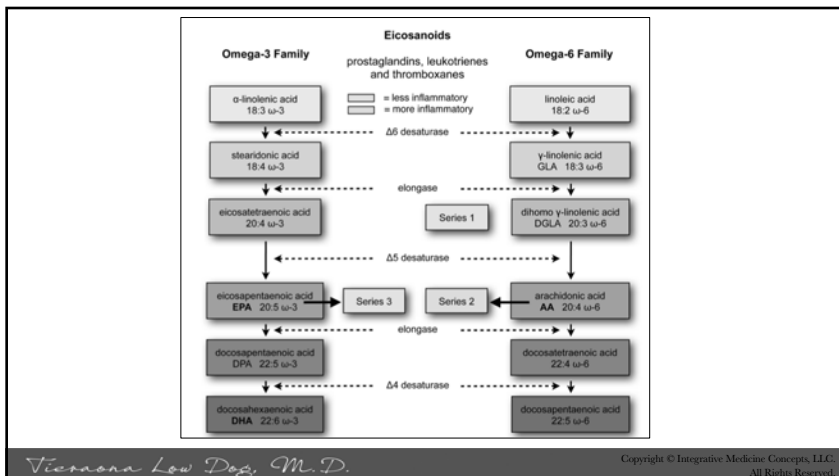 Eicosanoids
Omega-3 Family
prostaglandins, leukotrienes
and thromboxanes
Omega-6 Family
= less inflammatory
= more inflammatory
α-linolenic acid
18:3 ω-3
linoleic acid
18:2 ω-6
Δ6 desaturase
stearidonic acid
18:4 ω-3
γ-linolenic acid
GLA 18:3 ω-6
elongase
eicosatetraenoic acid
20:4 ω-3
Series 1
dihomo γ-linolenic acid
DGLA 20:3 ω-6
Δ5 desaturase
eicosapentaenoic acid
EPA 20:5 ω-3
Series 3
Series 2
arachidonic acid
AA 20:4 ω-6
elongase
docosapentaenoic acid
DPA 22:5 ω-3
docosatetraenoic acid
22:4 ω-6
Δ4 desaturase
docosahexaenoic acid
DHA 22:6 ω-3
docosapentaenoic acid
22:5 ω-6
Tieraona Low Dog, M.D.
Copyright © Integrative Medicine Concepts, LLC.
All Rights Reserved.